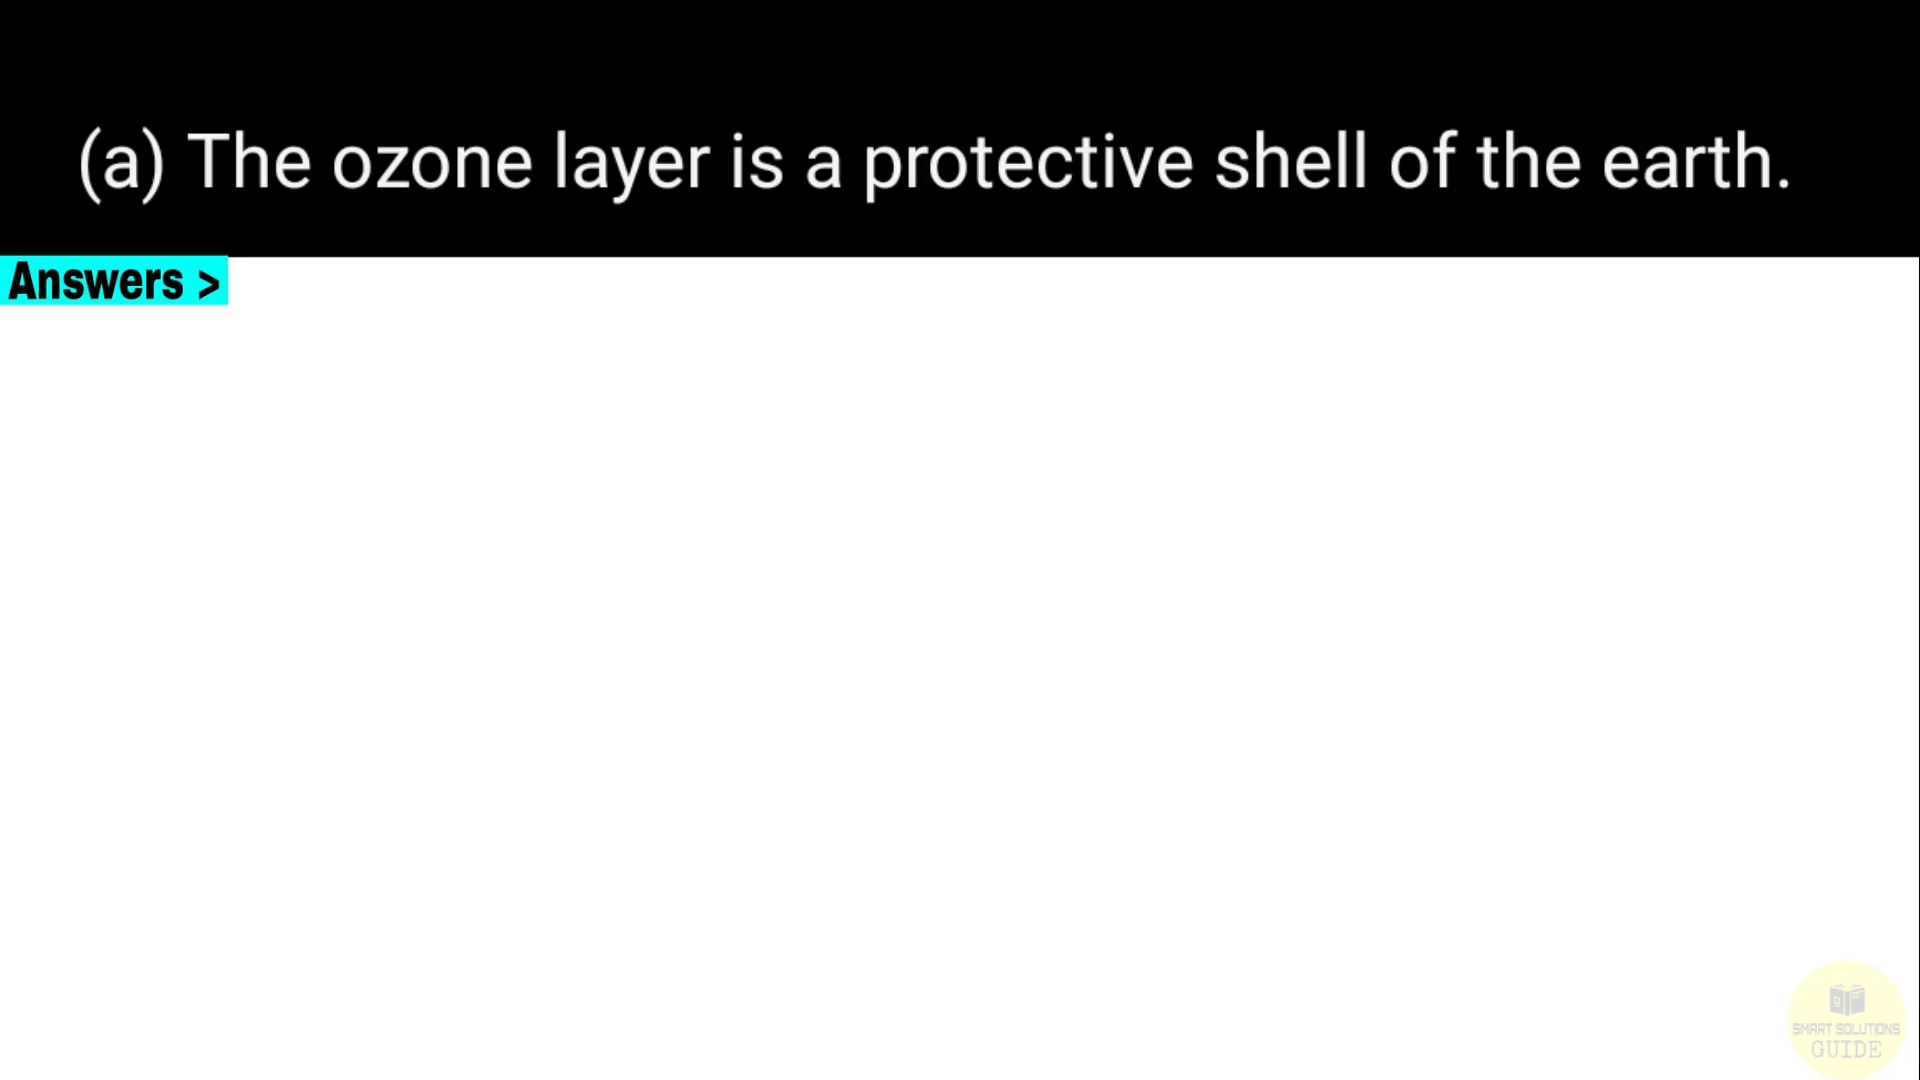 (a) The ozone layer is a protective shell of the earth.
Answers >
SMART SOLUTIONS
GUIDE